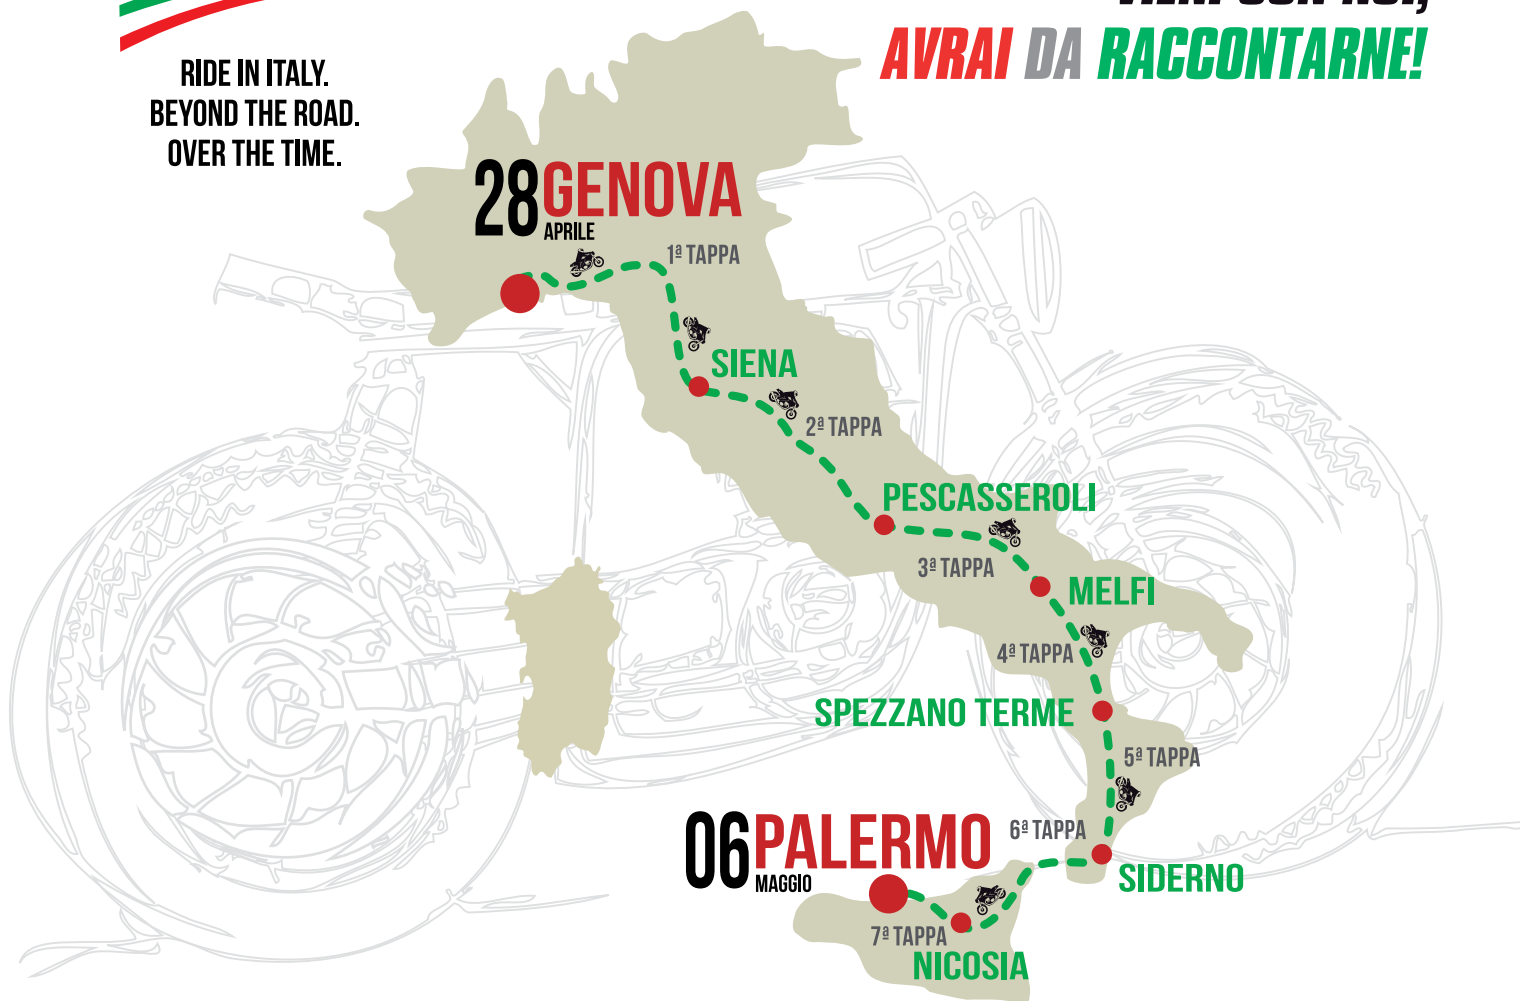 AVRAI DA RACCONTARNE!
RIDE IN ITALY.
BEYOND THE ROAD.
OVER THE TIME.
28 GENOVA
APRILE
1ª TAPPA
SIENA
2ª TAPPA
PESCASSEROLI
3ª TAPPA
MELFI
4ª TAPPA
SPEZZANO TERME
5ª TAPPA
06 PALERMO
MAGGIO
6ª TAPPA
SIDERNO
7ª TAPPA
NICOSIA